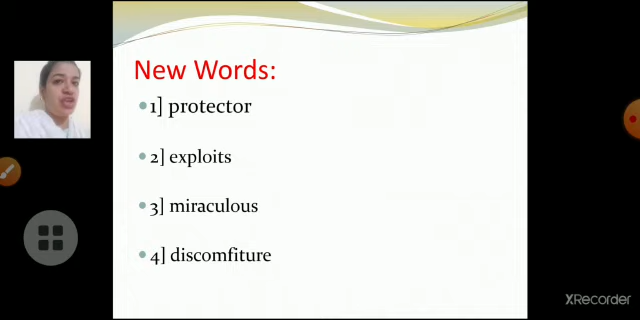 New Words:
1] protector
2] exploits
3] miraculous
4] discomfiture
XRecorder